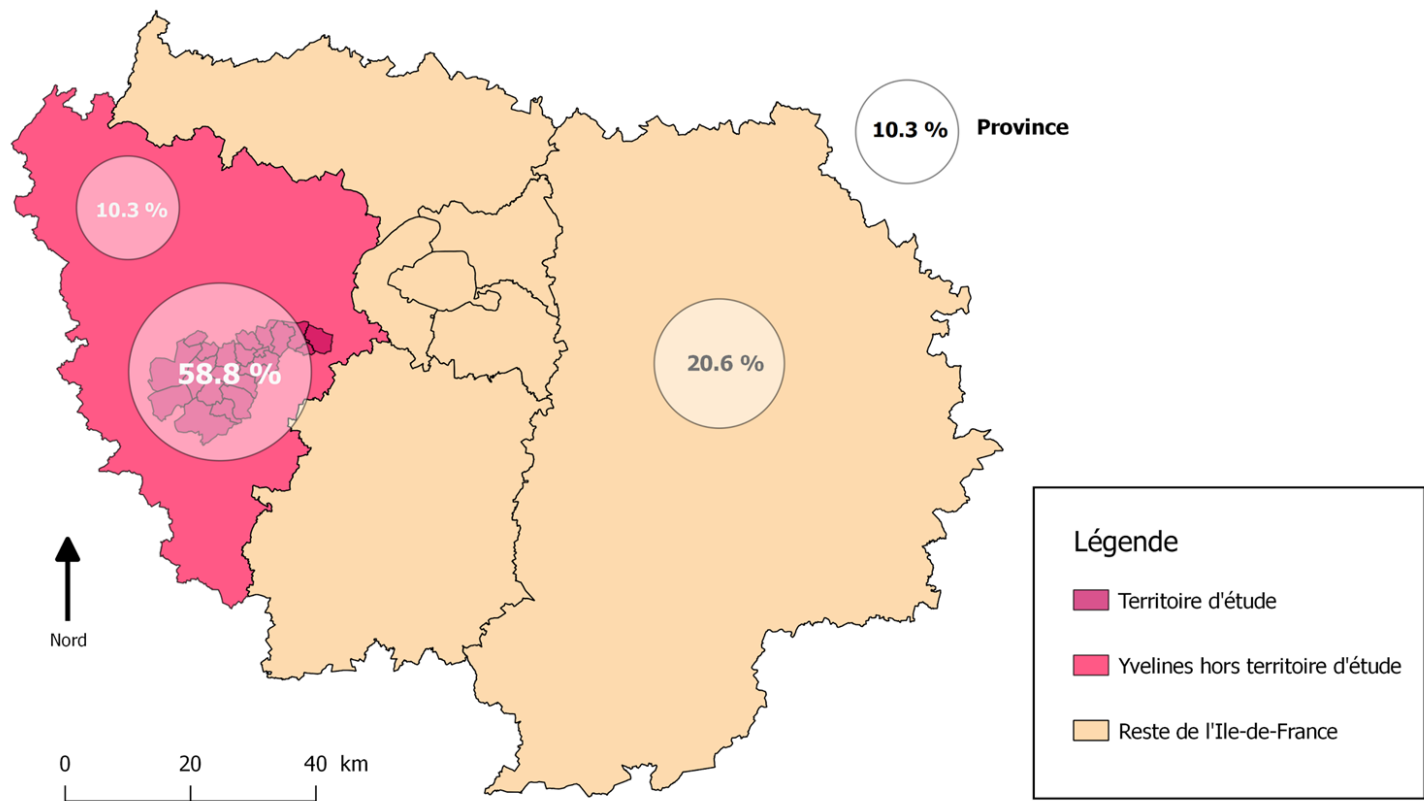 10.3 %
Province
10.3 %
58.8 %
20.6 %
Nord
0 20 40 km
Légende
Territoire d'étude
Yvelines hors territoire d'étude
Reste de l'Ile-de-France